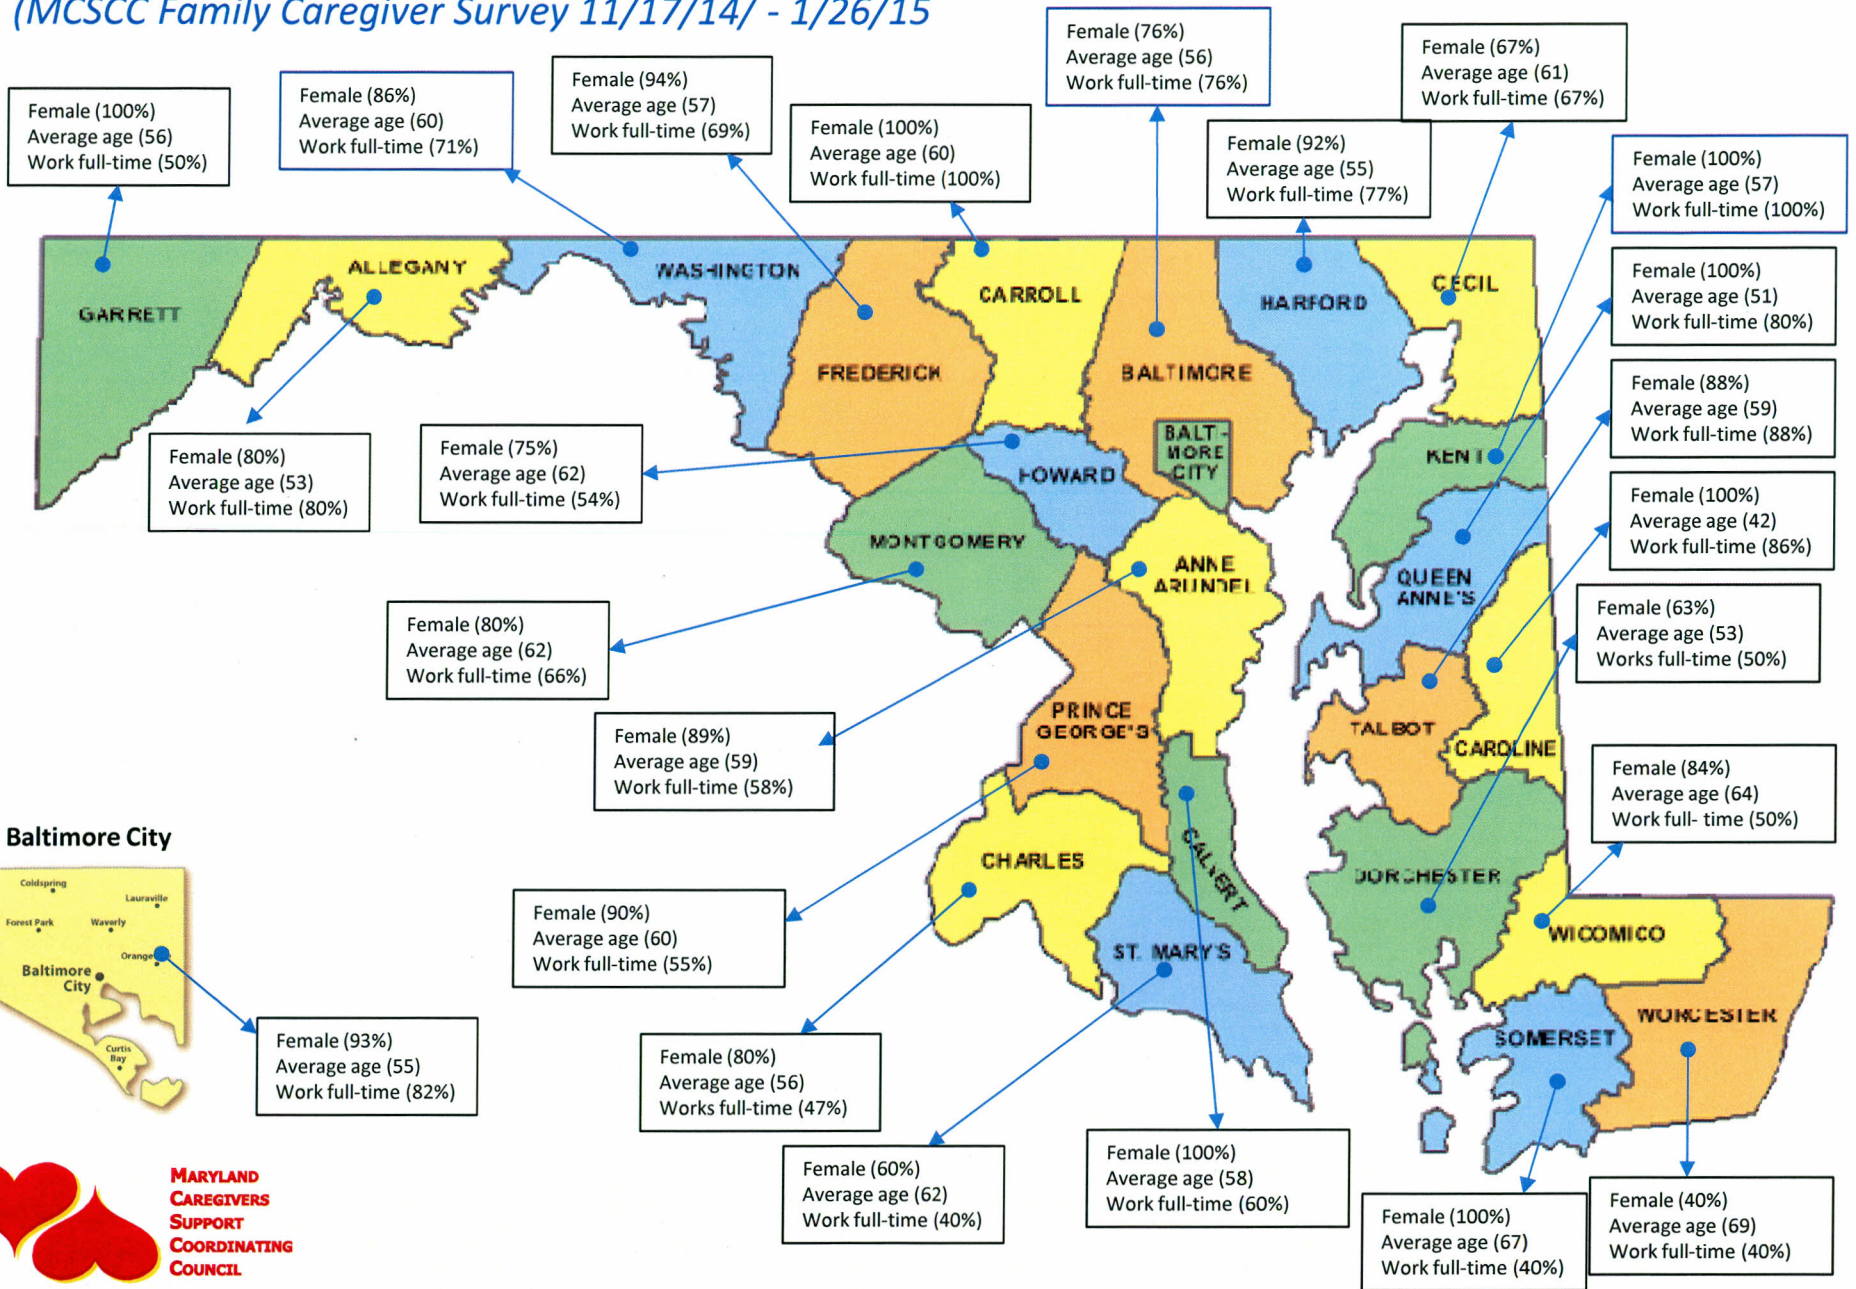 (MCSCC Family Caregiver Survey 11/17/14/ - 1/26/15
Female (100%)
Average age (56)
Work full-time (50%)
Female (86%)
Average age (60)
Work full-time (71%)
Female (94%)
Average age (57)
Work full-time (69%)
Female (100%)
Average age (60)
Work full-time (100%)
Female (76%)
Average age (56)
Work full-time (76%)
Female (92%)
Average age (55)
Work full-time (77%)
Female (67%)
Average age (61)
Work full-time (67%)
Female (100%)
Average age (57)
Work full-time (100%)
Female (100%)
Average age (51)
Work full-time (80%)
Female (88%)
Average age (59)
Work full-time (88%)
Female (100%)
Average age (42)
Work full-time (86%)
Female (63%)
Average age (53)
Works full-time (50%)
Female (84%)
Average age (64)
Work full- time (50%)
GARRETT
ALLEGANY
WASHINGTON
FREDERICK
CARROLL
BALTIMORE
HARFORD
CECIL
BALTI-
MORE
CITY
HOWARD
KENT
MONTGOMERY
ANNE
ARUNDEL
QUEEN
ANNE'S
PRINCE
GEORGE'S
TALBOT
CAROLINE
CHARLES
CALVERT
DORCHESTER
ST. MARY'S
WICOMICO
SOMERSET
WORCESTER
Female (80%)
Average age (53)
Work full-time (80%)
Female (75%)
Average age (62)
Work full-time (54%)
Female (80%)
Average age (62)
Work full-time (66%)
Female (89%)
Average age (59)
Work full-time (58%)
Female (90%)
Average age (60)
Work full-time (55%)
Baltimore City
Coldspring
Lauraville
Forest Park
Waverly
Orange
Baltimore
City
Curtis
Bay
Female (93%)
Average age (55)
Work full-time (82%)
Female (80%)
Average age (56)
Works full-time (47%)
Female (60%)
Average age (62)
Work full-time (40%)
Female (100%)
Average age (58)
Work full-time (60%)
Female (100%)
Average age (67)
Work full-time (40%)
Female (40%)
Average age (69)
Work full-time (40%)
MARYLAND
CAREGIVERS
SUPPORT
COORDINATING
COUNCIL